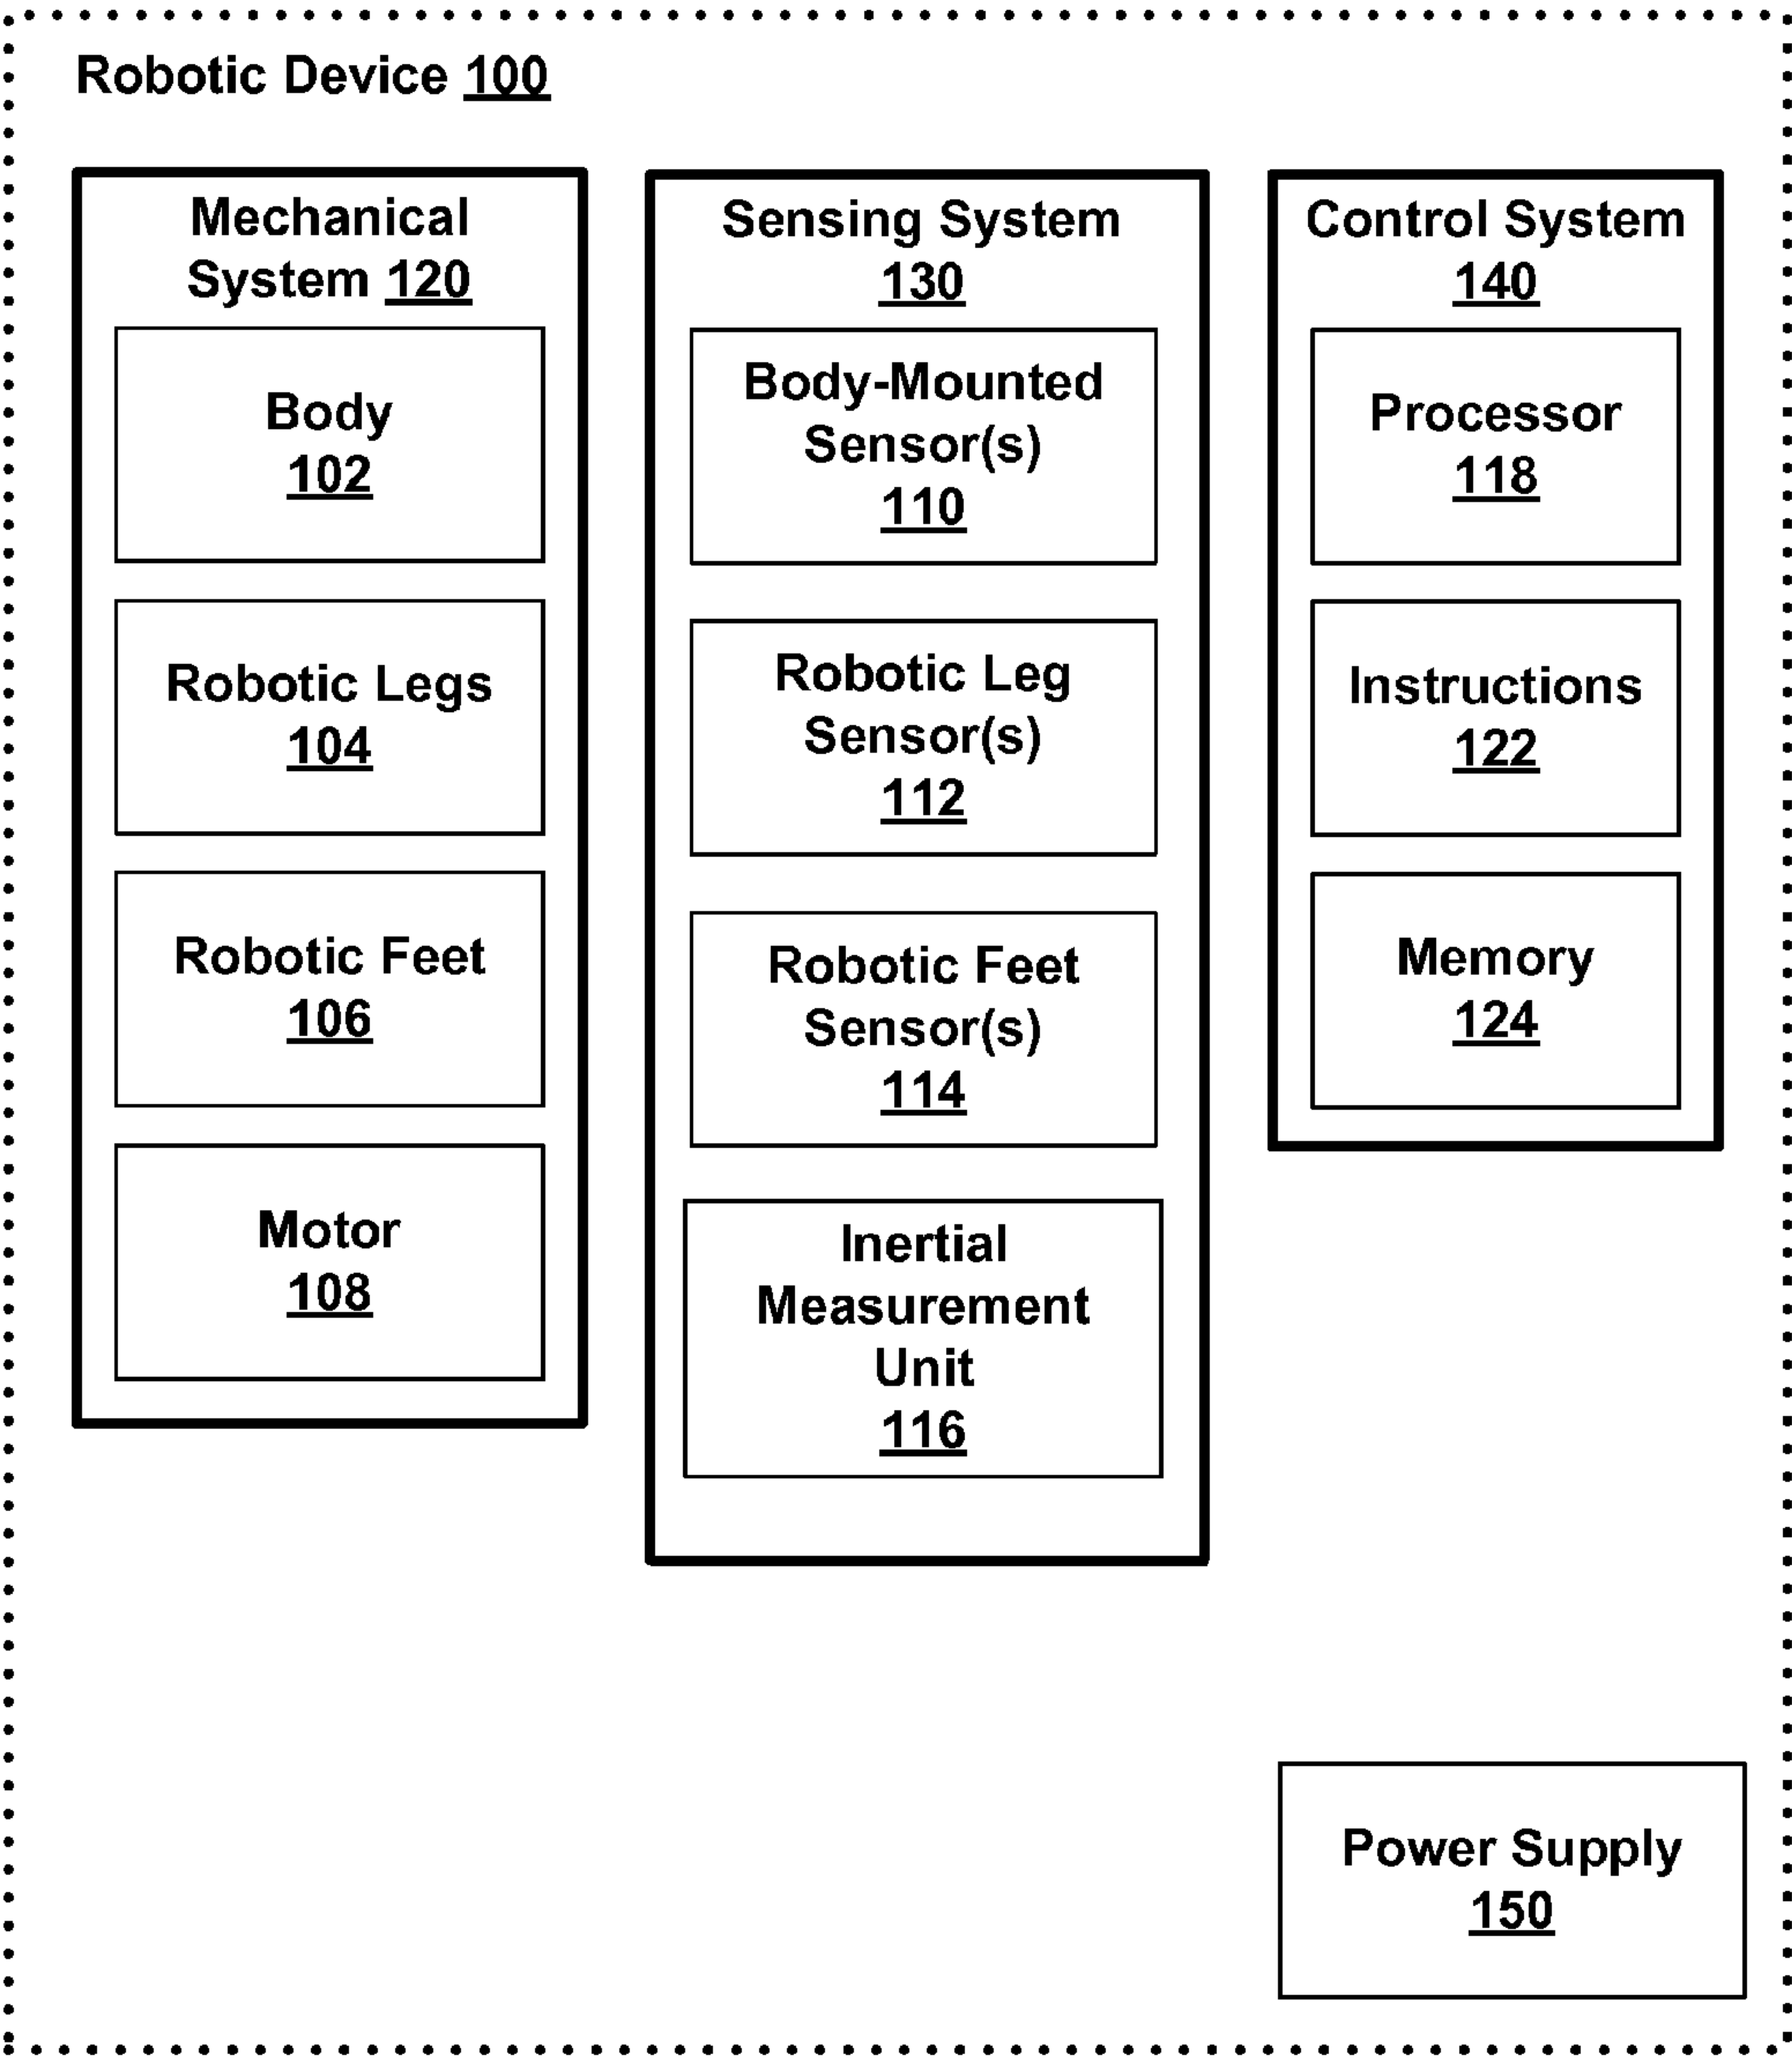 Robotic Device 100
Mechanical
System 120
Body
102
Robotic Legs
104
Robotic Feet
106
Motor
108
Sensing System
130
Body-Mounted
Sensor(s)
110
Robotic Leg
Sensor(s)
112
Robotic Feet
Sensor(s)
114
Inertial
Measurement
Unit
116
Control System
140
Processor
118
Instructions
122
Memory
124
Power Supply
150